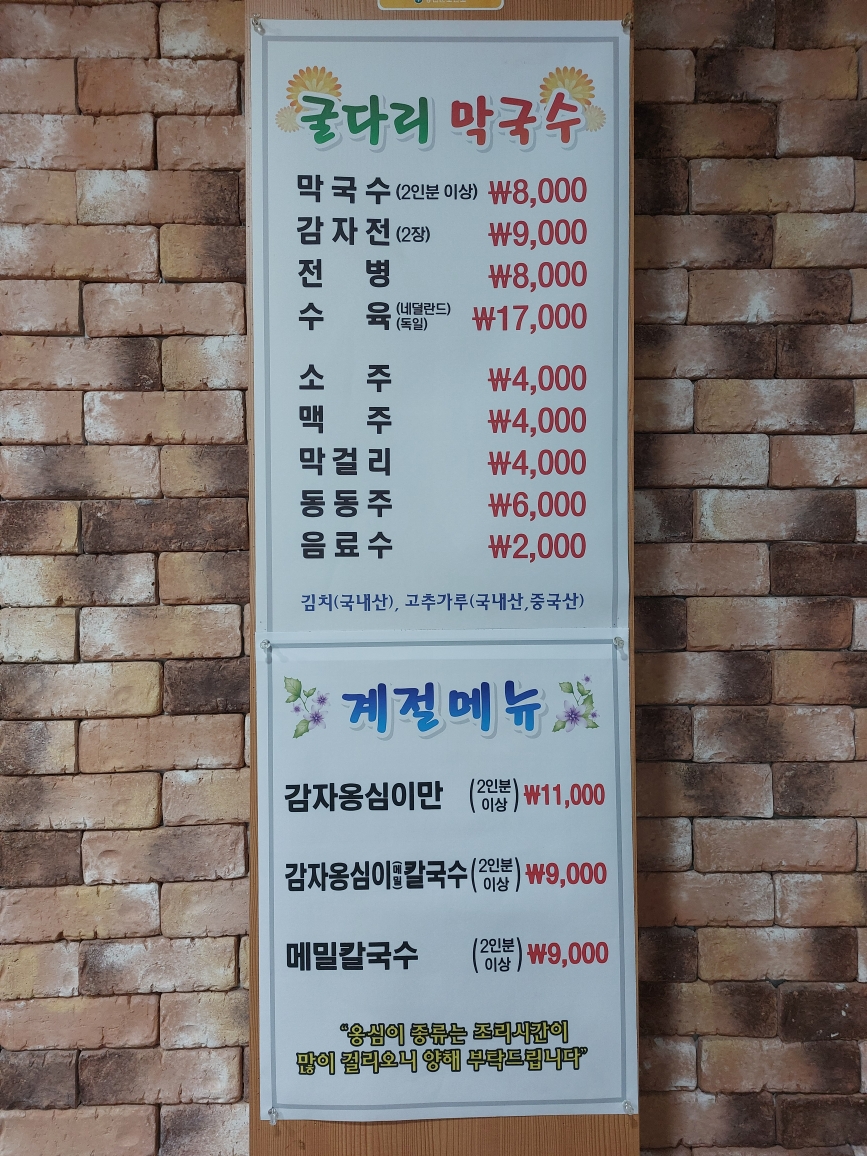 굴다리 막국수
막국수 (2인분 이상) ₩8,000
감자전 (2장) ₩9,000
전병 ₩8,000
수육 (네덜란드) (독일) ₩17,000
소주 ₩4,000
맥주 ₩4,000
막걸리 ₩4,000
동동주 ₩6,000
음료수 ₩2,000
김치(국내산), 고추가루(국내산,중국산)
계절메뉴
감자옹심이만 (2인분 이상) ₩11,000
감자옹심이(메밀)칼국수 (2인분 이상) ₩9,000
메밀칼국수 (2인분 이상) ₩9,000
"옹심이 종류는 조리시간이
많이 걸리오니 양해 부락드립니다"